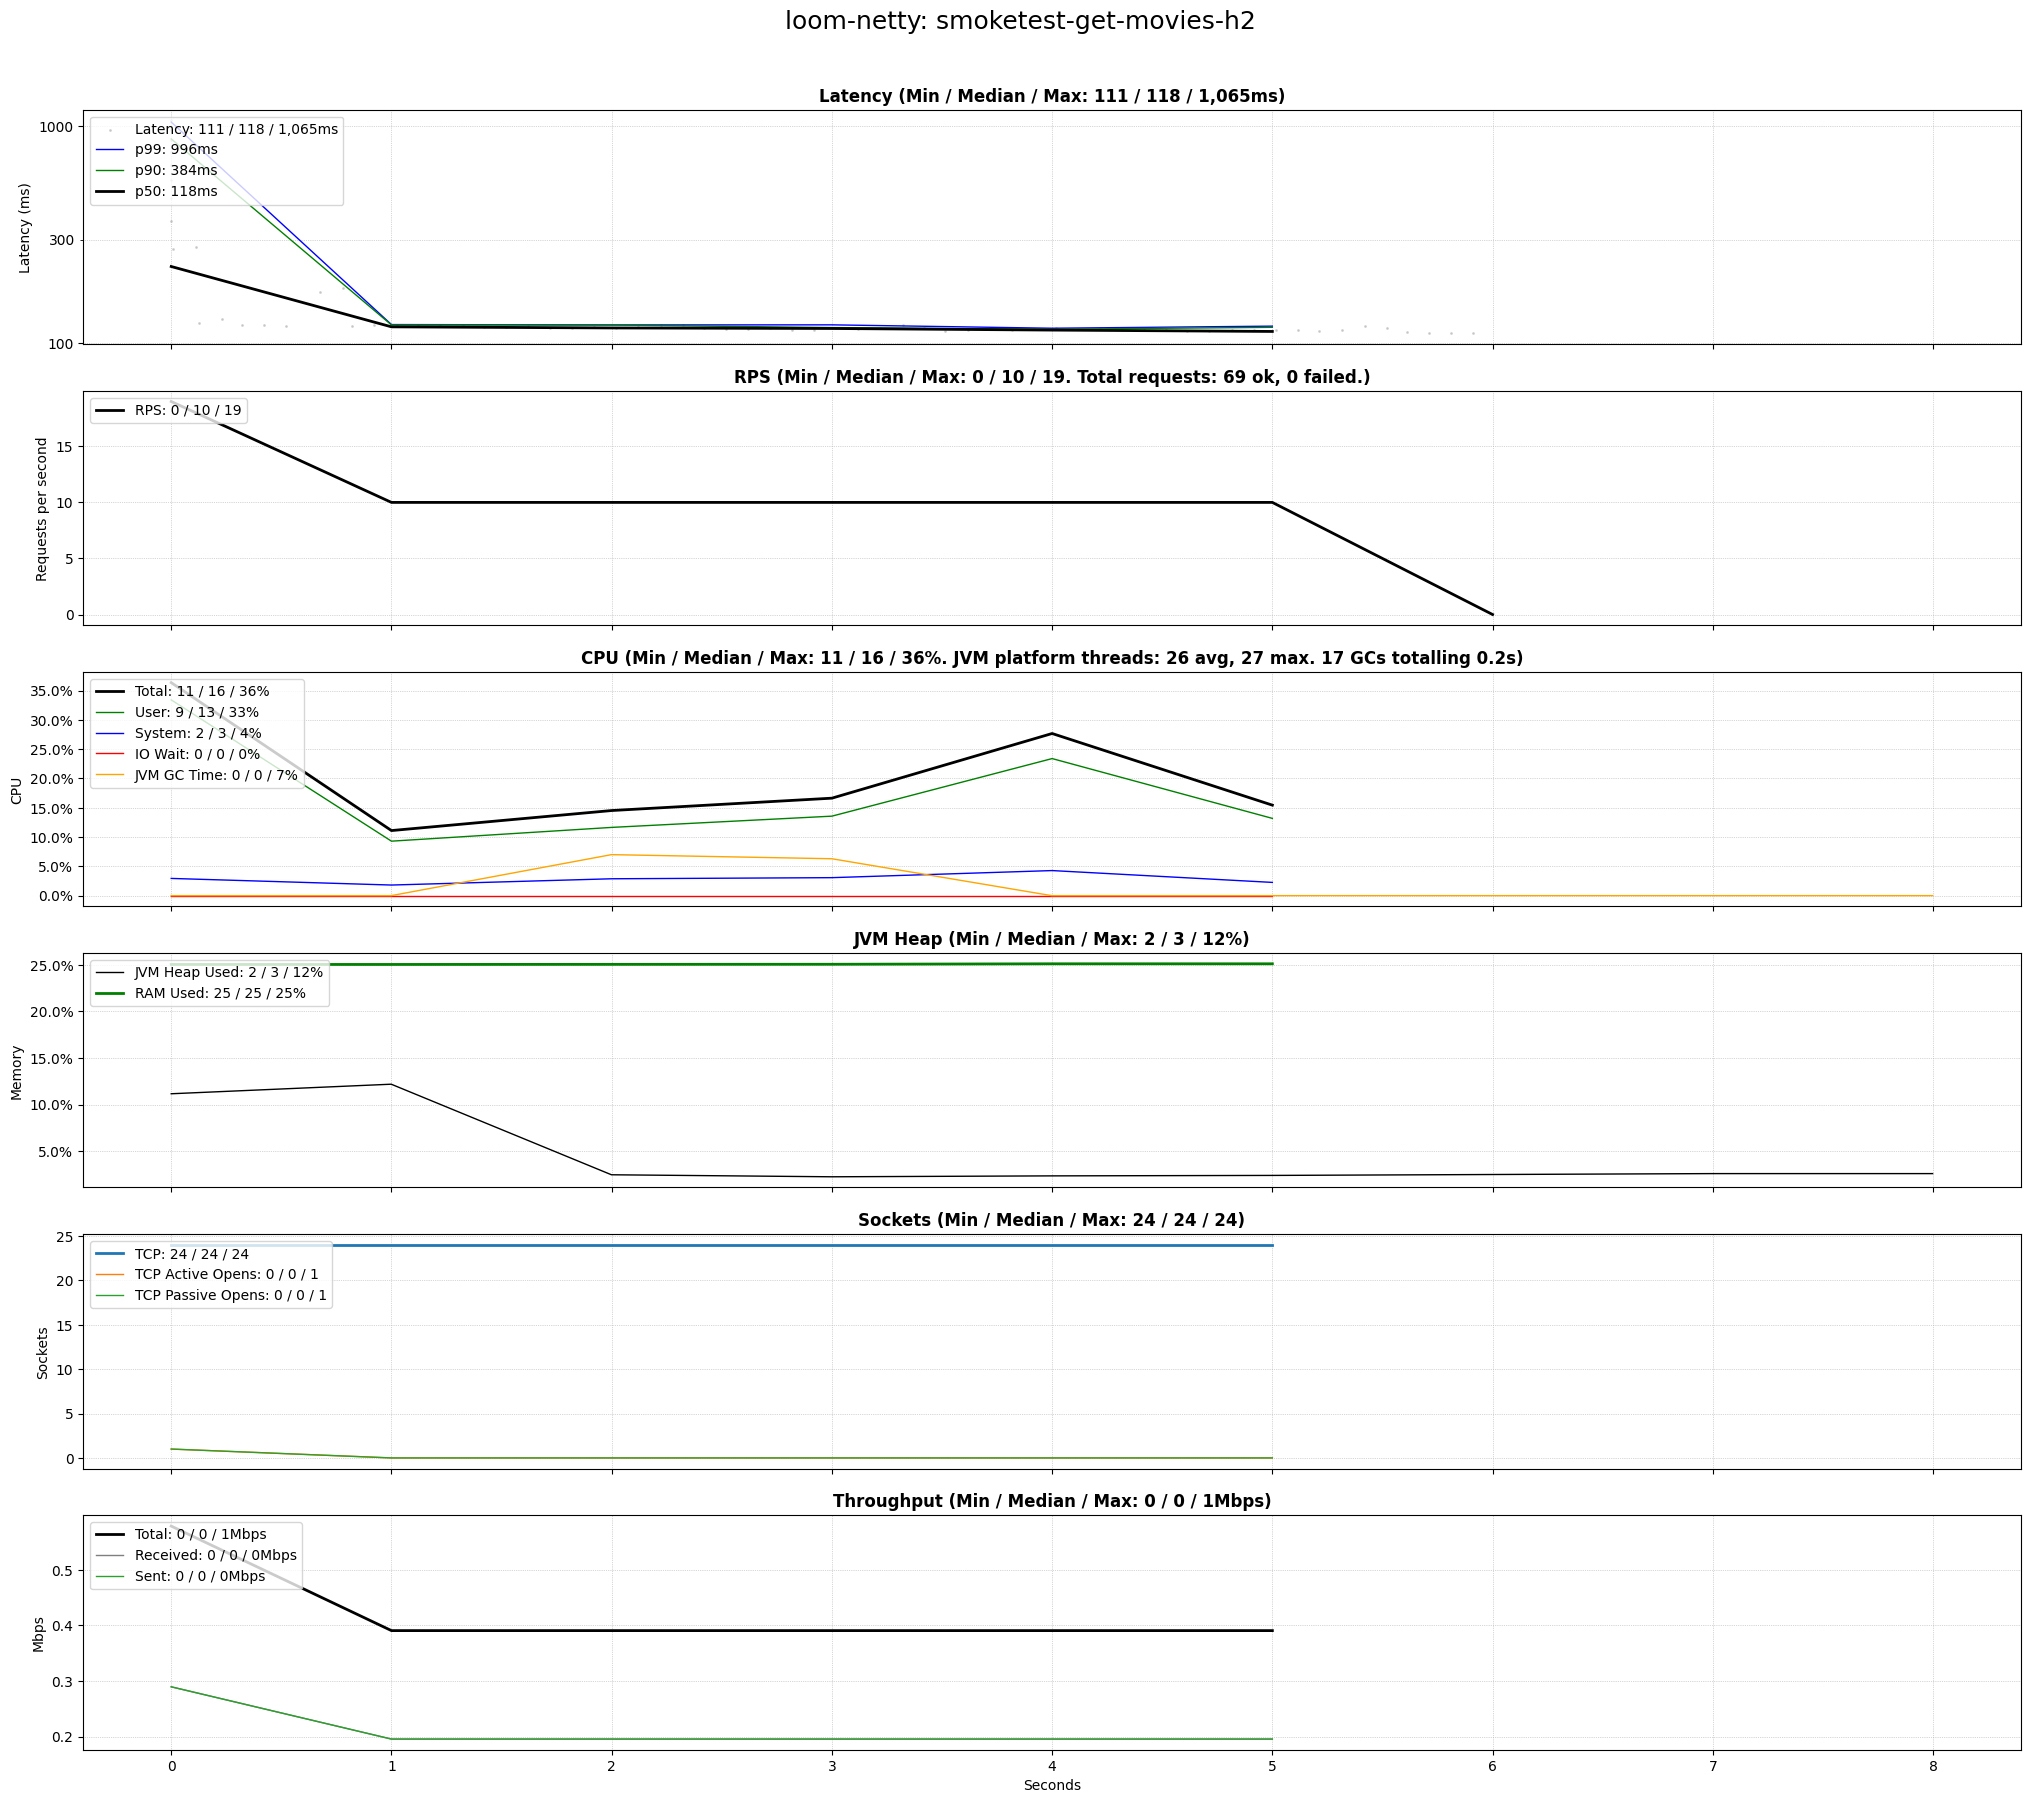 loom-netty: smoketest-get-movies-h2
Latency (Min / Median / Max: 111 / 118 / 1,065ms)
Latency (ms)
1000
300
100
Latency: 111 / 118 / 1,065ms
p99: 996ms
p90: 384ms
p50: 118ms
RPS (Min / Median / Max: 0 / 10 / 19. Total requests: 69 ok, 0 failed.)
Requests per second
15
10
5
0
RPS: 0 / 10 / 19
CPU (Min / Median / Max: 11 / 16 / 36%. JVM platform threads: 26 avg, 27 max. 17 GCs totalling 0.2s)
CPU
35.0%
30.0%
25.0%
20.0%
15.0%
10.0%
5.0%
0.0%
Total: 11 / 16 / 36%
User: 9 / 13 / 33%
System: 2 / 3 / 4%
IO Wait: 0 / 0 / 0%
JVM GC Time: 0 / 0 / 7%
JVM Heap (Min / Median / Max: 2 / 3 / 12%)
Memory
25.0%
20.0%
15.0%
10.0%
5.0%
JVM Heap Used: 2 / 3 / 12%
RAM Used: 25 / 25 / 25%
Sockets (Min / Median / Max: 24 / 24 / 24)
Sockets
25
20
15
10
5
0
TCP: 24 / 24 / 24
TCP Active Opens: 0 / 0 / 1
TCP Passive Opens: 0 / 0 / 1
Throughput (Min / Median / Max: 0 / 0 / 1Mbps)
Mbps
0.5
0.4
0.3
0.2
Total: 0 / 0 / 1Mbps
Received: 0 / 0 / 0Mbps
Sent: 0 / 0 / 0Mbps
0 1 2 3 4 5 6 7 8
Seconds